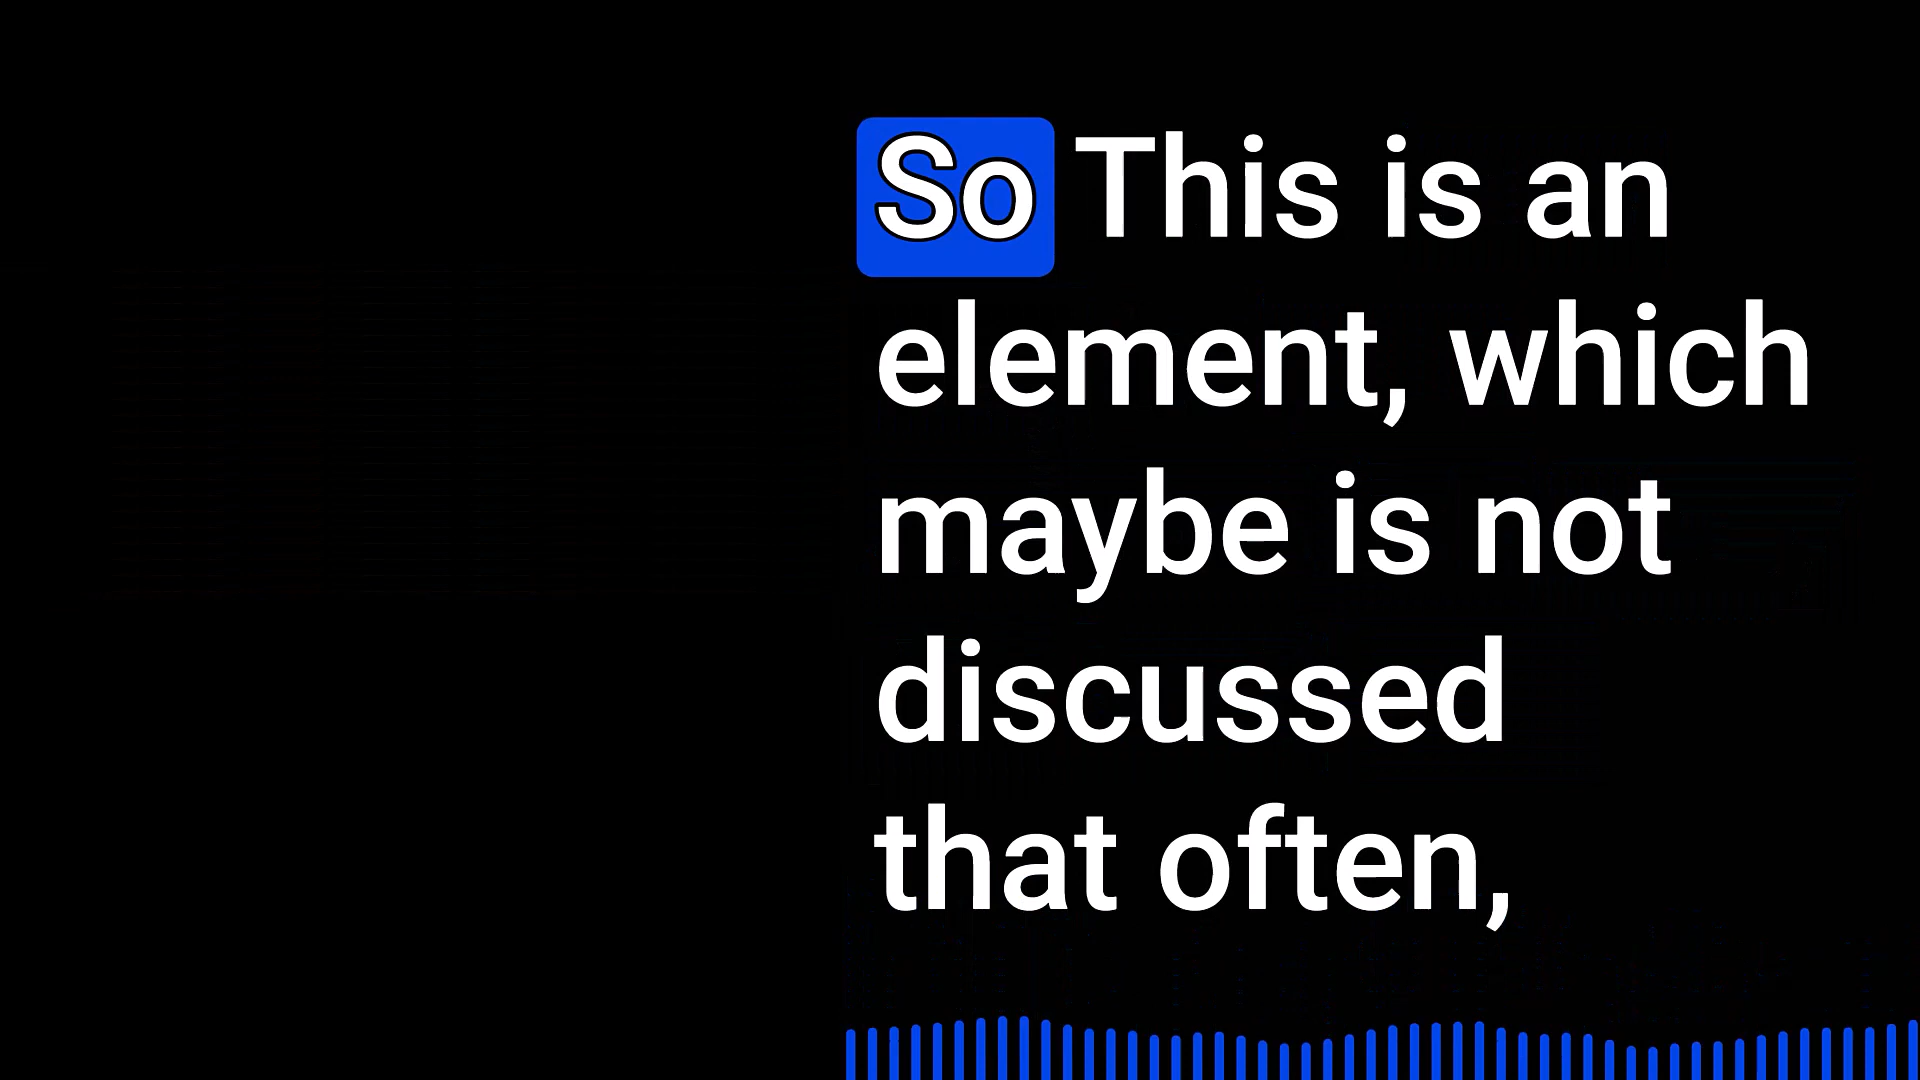 So This is an
element, which
maybe is not
discussed
that often,